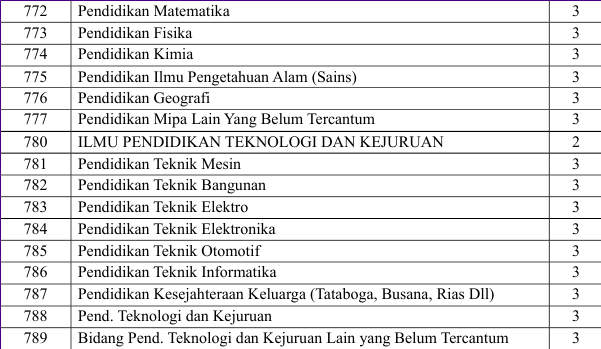 772 Pendidikan Matematika 3
773 Pendidikan Fisika 3
774 Pendidikan Kimia 3
775 Pendidikan Ilmu Pengetahuan Alam (Sains) 3
776 Pendidikan Geografi 3
777 Pendidikan Mipa Lain Yang Belum Tercantum 3
780 ILMU PENDIDIKAN TEKNOLOGI DAN KEJURUAN 2
781 Pendidikan Teknik Mesin 3
782 Pendidikan Teknik Bangunan 3
783 Pendidikan Teknik Elektro 3
784 Pendidikan Teknik Elektronika 3
785 Pendidikan Teknik Otomotif 3
786 Pendidikan Teknik Informatika 3
787 Pendidikan Kesejahteraan Keluarga (Tataboga, Busana, Rias Dll) 3
788 Pend. Teknologi dan Kejuruan 3
789 Bidang Pend. Teknologi dan Kejuruan Lain yang Belum Tercantum 3